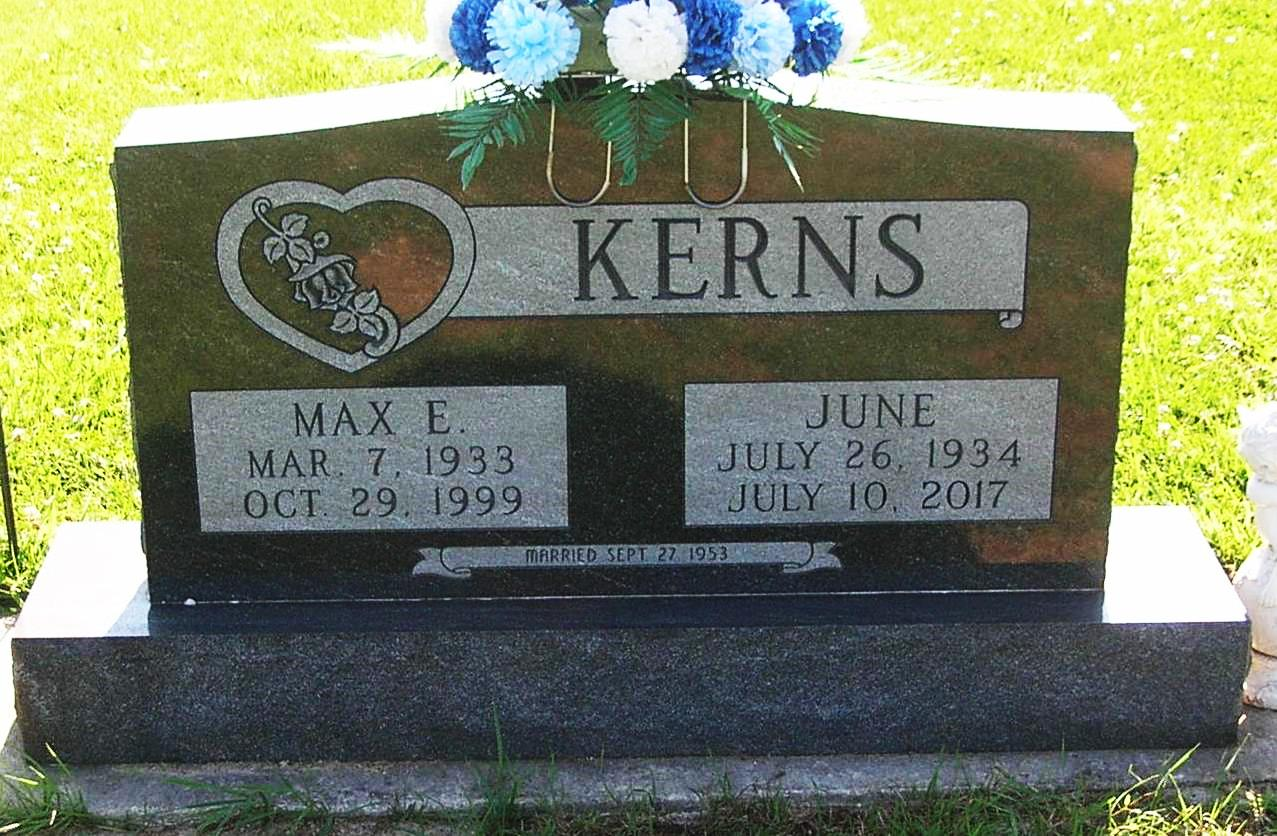 KERNS
MAX E.
MAR. 7, 1933
OCT. 29, 1999
JUNE
JULY 26, 1934
JULY 10, 2017
MARRIED SEPT 27 1953